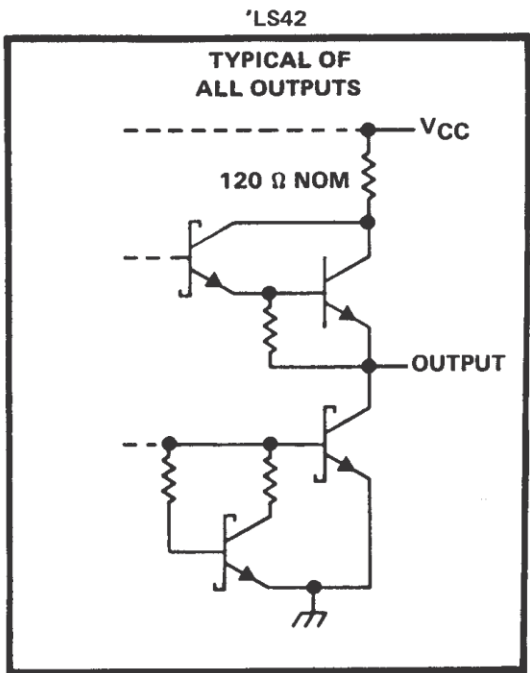 'LS42
TYPICAL OF
ALL OUTPUTS
VCC
120 Ω NOM
OUTPUT